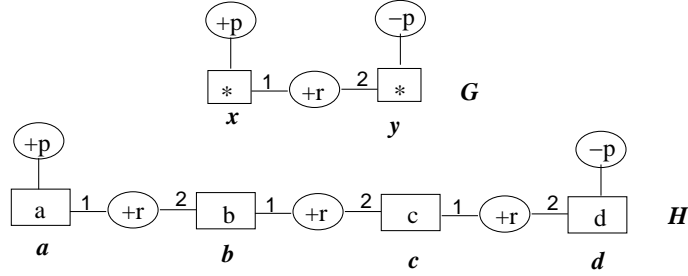 +p −p
* 1 +r 2 * G
x y
+p −p
a 1 +r 2 b 1 +r 2 c 1 +r 2 d H
a b c d